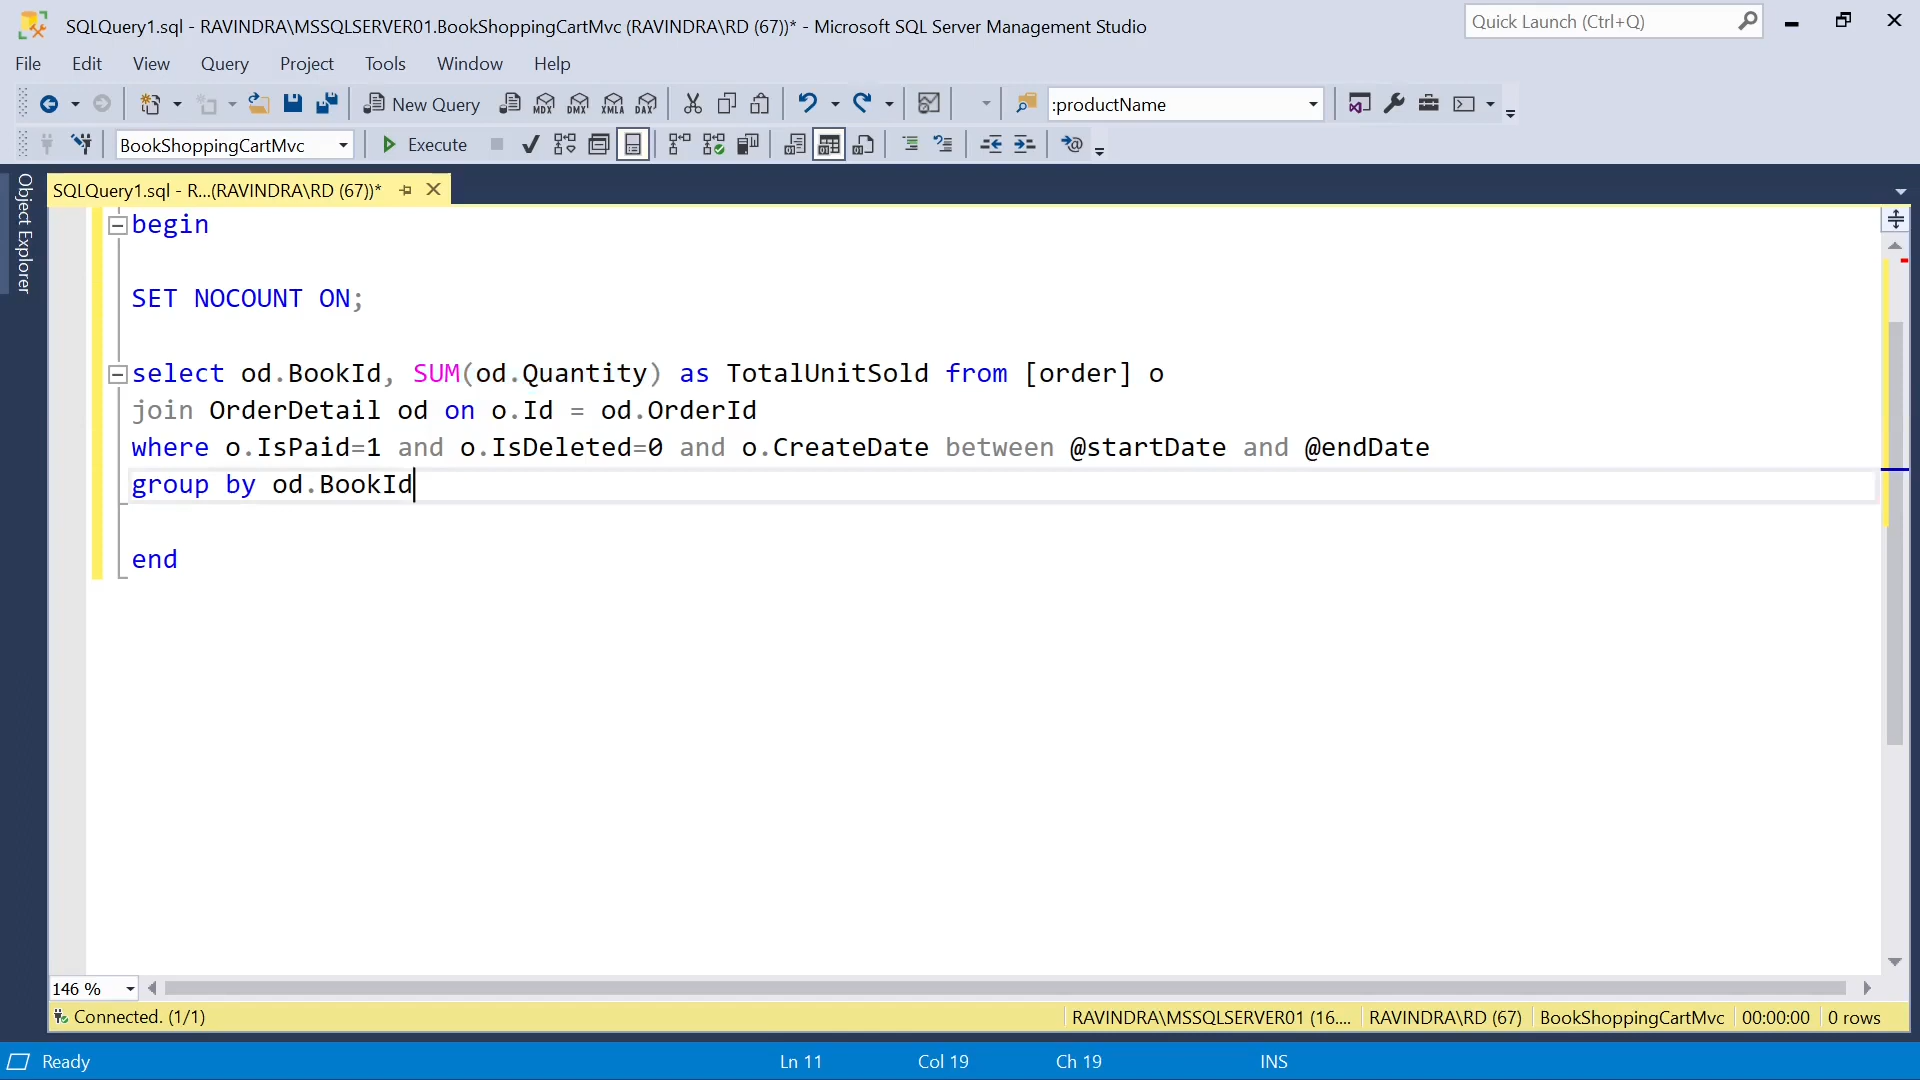 SQLQuery1.sql - RAVINDRA\MSSQLSERVER01.BookShoppingCartMvc (RAVINDRA\RD (67))* - Microsoft SQL Server Management Studio
Quick Launch (Ctrl+Q)
File Edit View Query Project Tools Window Help
New Query MDX DMX XMLA DAX :productName
BookShoppingCartMvc Execute
Object Explorer
SQLQuery1.sql - R...(RAVINDRA\RD (67))*
begin
SET NOCOUNT ON;
select od.BookId, SUM(od.Quantity) as TotalUnitSold from [order] o
join OrderDetail od on o.Id = od.OrderId
where o.IsPaid=1 and o.IsDeleted=0 and o.CreateDate between @startDate and @endDate
group by od.BookId
end
146 %
Connected. (1/1) RAVINDRA\MSSQLSERVER01 (16.... RAVINDRA\RD (67) BookShoppingCartMvc 00:00:00 0 rows
Ready Ln 11 Col 19 Ch 19 INS